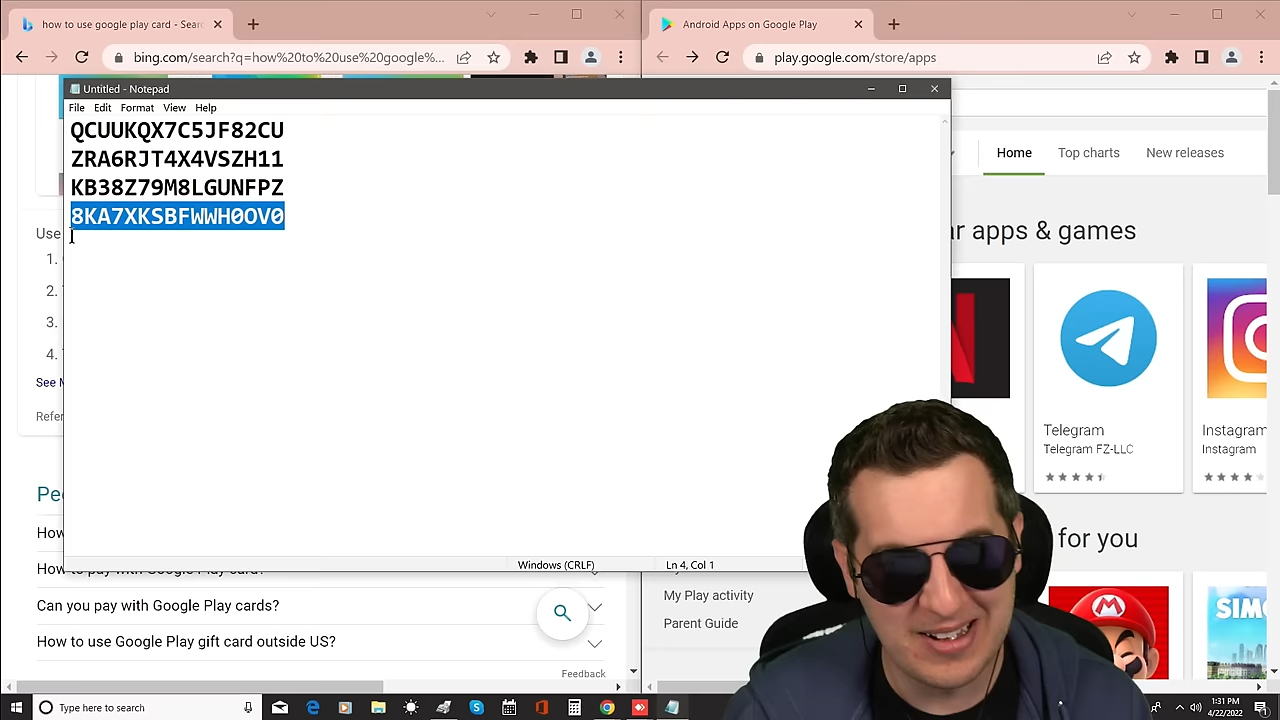 how to use google play card - Sear
Android Apps on Google Play
bing.com/search?q=how%20to%20use%20google%...
play.google.com/store/apps
Untitled - Notepad
File Edit Format View Help
QCUUKQX7C5JF82CU
ZRA6RJT4X4VSZH11
KB38Z79M8LGUNFPZ
8KA7XKSBFWWH0OV0
Windows (CRLF)
Ln 4, Col 1
Use
1.
2.
3.
4.
See
Refer
How
How to pay with Google Play card?
Can you pay with Google Play cards?
How to use Google Play gift card outside US?
Feedback
Home Top charts New releases
apps & games
Telegram
Telegram FZ-LLC
Instagram
Instagram
for you
My Play activity
Parent Guide
Type here to search
1:31 PM
4/22/2022